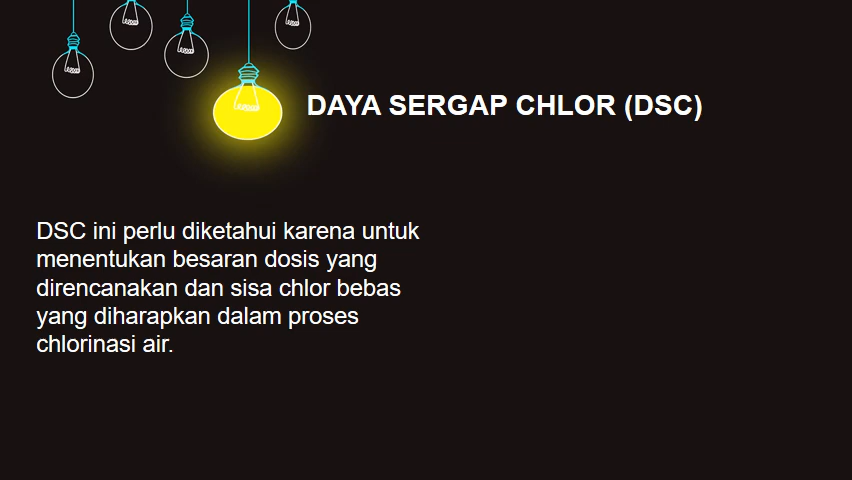 DAYA SERGAP CHLOR (DSC)
DSC ini perlu diketahui karena untuk
menentukan besaran dosis yang
direncanakan dan sisa chlor bebas
yang diharapkan dalam proses
chlorinasi air.